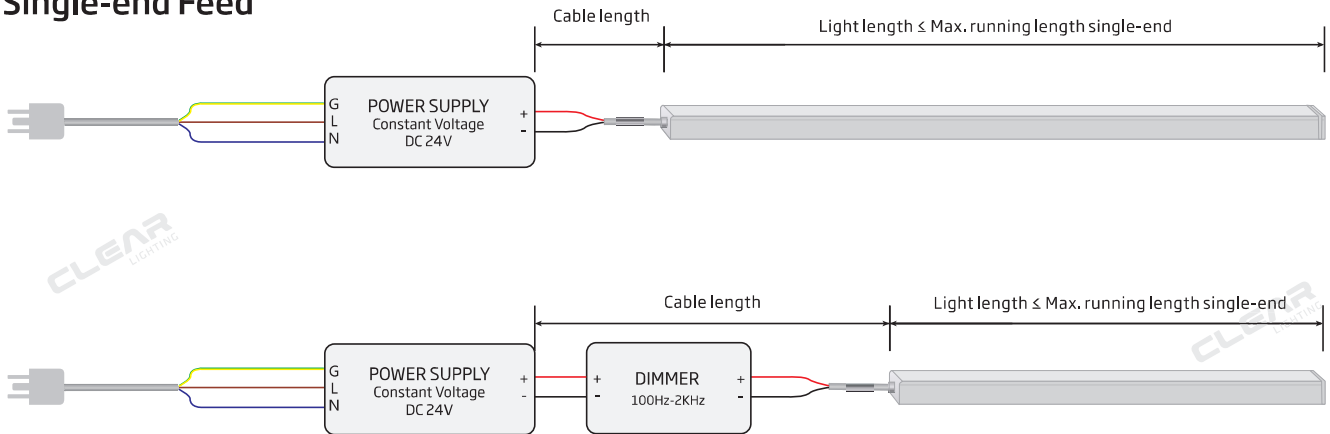 Single-end Feed
Cable length
Light length ≤ Max. running length single-end
G
L
N
POWER SUPPLY
Constant Voltage
DC 24V
+
-
CLEAR
LIGHTING
Cable length
Light length ≤ Max. running length single-end
G
L
N
POWER SUPPLY
Constant Voltage
DC 24V
+
-
+
-
DIMMER
100Hz-2KHz
+
-
CLEAR
LIGHTING